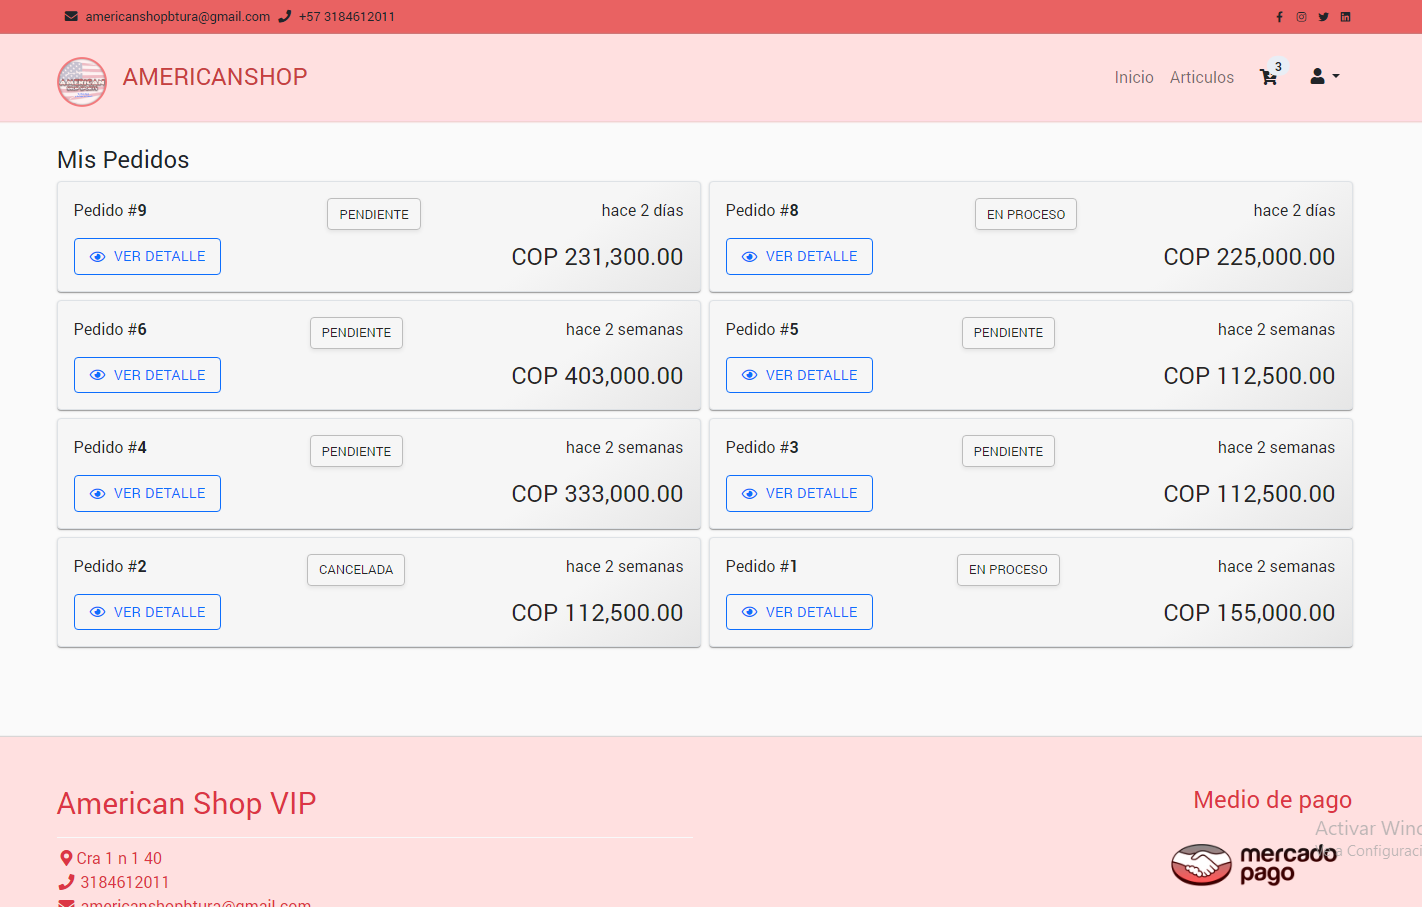 americanshopbtura@gmail.com +57 3184612011
AMERICANSHOP
Inicio Articulos 3
Mis Pedidos
Pedido #9 PENDIENTE hace 2 días
VER DETALLE COP 231,300.00
Pedido #8 EN PROCESO hace 2 días
VER DETALLE COP 225,000.00
Pedido #6 PENDIENTE hace 2 semanas
VER DETALLE COP 403,000.00
Pedido #5 PENDIENTE hace 2 semanas
VER DETALLE COP 112,500.00
Pedido #4 PENDIENTE hace 2 semanas
VER DETALLE COP 333,000.00
Pedido #3 PENDIENTE hace 2 semanas
VER DETALLE COP 112,500.00
Pedido #2 CANCELADA hace 2 semanas
VER DETALLE COP 112,500.00
Pedido #1 EN PROCESO hace 2 semanas
VER DETALLE COP 155,000.00
American Shop VIP
Cra 1 n 1 40
3184612011
americanshopbtura@gmail.com
Medio de pago
Activar Winc
a Configuraci
mercado
pago